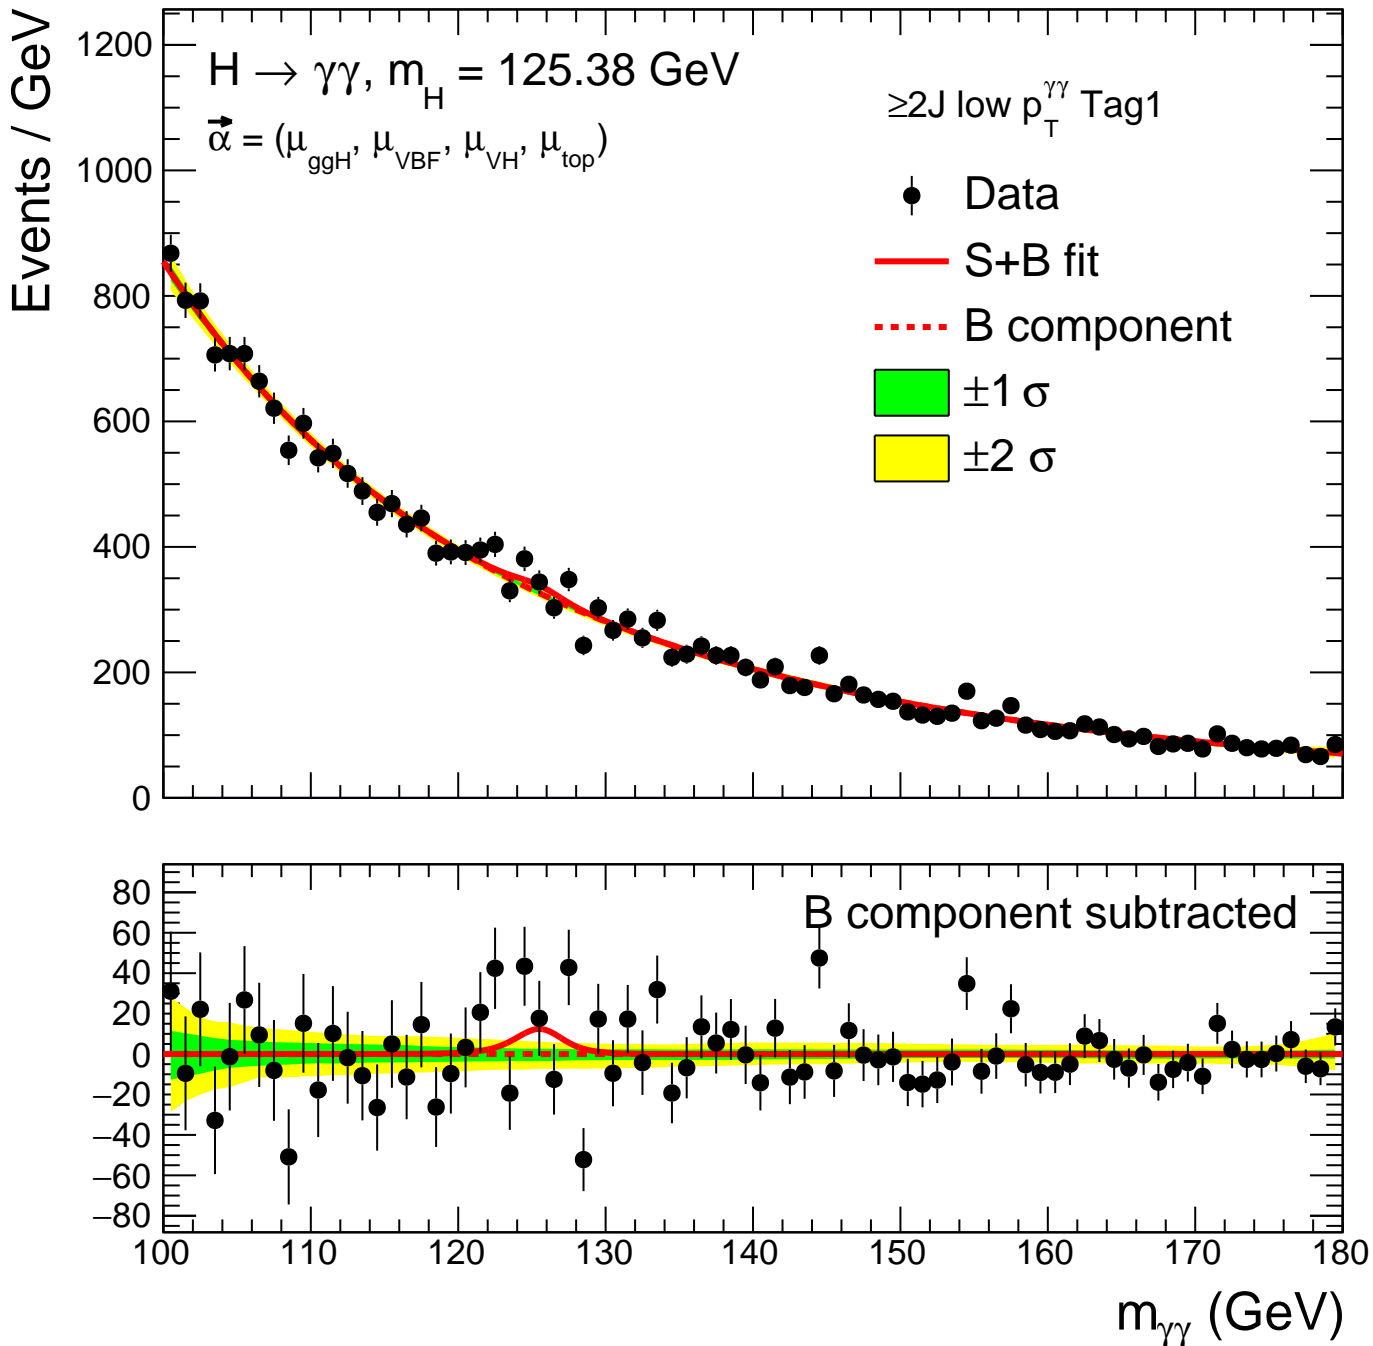 Events / GeV
1200
1000
800
600
400
200
0
H → γγ, m_H = 125.38 GeV
α⃗ = (μ_ggH, μ_VBF, μ_VH, μ_top)
≥2J low p_T^γγ Tag1
Data
S+B fit
B component
±1 σ
±2 σ
80
60
40
20
0
−20
−40
−60
−80
B component subtracted
100 110 120 130 140 150 160 170 180
m_γγ (GeV)